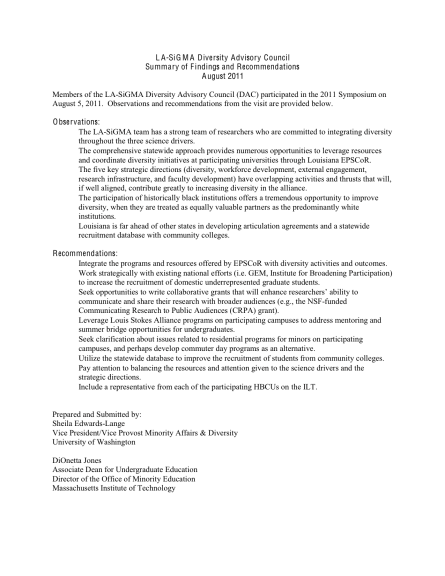 LA-SiGMA Diversity Advisory Council
Summary of Findings and Recommendations
August 2011
Members of the LA-SiGMA Diversity Advisory Council (DAC) participated in the 2011 Symposium on
August 5, 2011. Observations and recommendations from the visit are provided below.
Observations:
The LA-SiGMA team has a strong team of researchers who are committed to integrating diversity
throughout the three science drivers.
The comprehensive statewide approach provides numerous opportunities to leverage resources
and coordinate diversity initiatives at participating universities through Louisiana EPSCoR.
The five key strategic directions (diversity, workforce development, external engagement,
research infrastructure, and faculty development) have overlapping activities and thrusts that will,
if well aligned, contribute greatly to increasing diversity in the alliance.
The participation of historically black institutions offers a tremendous opportunity to improve
diversity, when they are treated as equally valuable partners as the predominantly white
institutions.
Louisiana is far ahead of other states in developing articulation agreements and a statewide
recruitment database with community colleges.
Recommendations:
Integrate the programs and resources offered by EPSCoR with diversity activities and outcomes.
Work strategically with existing national efforts (i.e. GEM, Institute for Broadening Participation)
to increase the recruitment of domestic underrepresented graduate students.
Seek opportunities to write collaborative grants that will enhance researchers' ability to
communicate and share their research with broader audiences (e.g., the NSF-funded
Communicating Research to Public Audiences (CRPA) grant).
Leverage Louis Stokes Alliance programs on participating campuses to address mentoring and
summer bridge opportunities for undergraduates.
Seek clarification about issues related to residential programs for minors on participating
campuses, and perhaps develop commuter day programs as an alternative.
Utilize the statewide database to improve the recruitment of students from community colleges.
Pay attention to balancing the resources and attention given to the science drivers and the
strategic directions.
Include a representative from each of the participating HBCUs on the ILT.
Prepared and Submitted by:
Sheila Edwards-Lange
Vice President/Vice Provost Minority Affairs & Diversity
University of Washington
DiOnetta Jones
Associate Dean for Undergraduate Education
Director of the Office of Minority Education
Massachusetts Institute of Technology